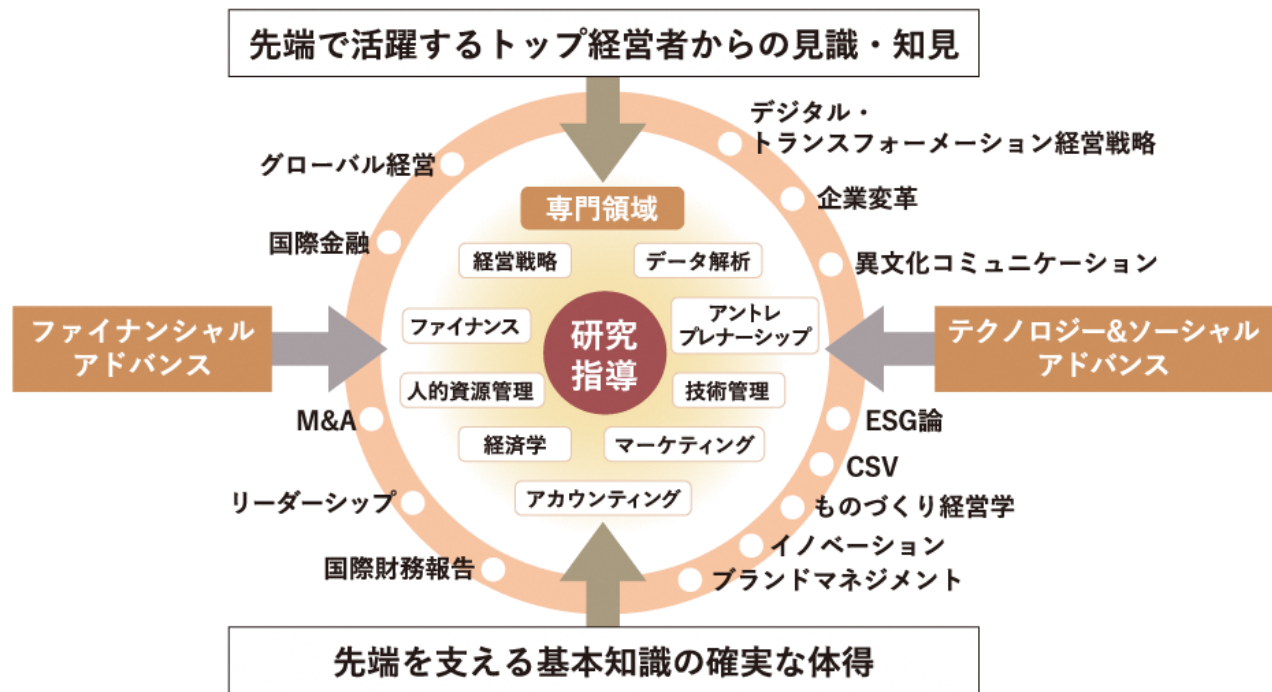 先端で活躍するトップ経営者からの見識・知見
デジタル・
トランスフォーメーション経営戦略
グローバル経営
企業変革
専門領域
国際金融
経営戦略
データ解析
異文化コミュニケーション
ファイナンシャル
アドバンス
ファイナンス
研究
指導
アントレ
プレナーシップ
テクノロジー&ソーシャル
アドバンス
人的資源管理
技術管理
M&A
ESG論
経済学
マーケティング
CSV
リーダーシップ
アカウンティング
ものづくり経営学
イノベーション
国際財務報告
ブランドマネジメント
先端を支える基本知識の確実な体得